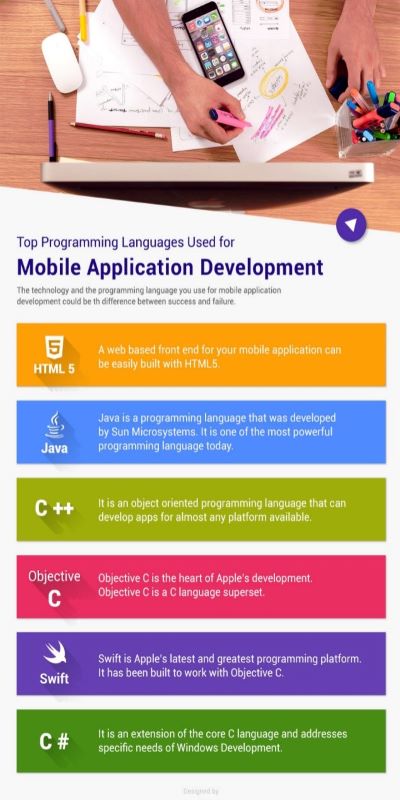 Top Programming Languages Used for
Mobile Application Development
The technology and the programming language you use for mobile application
development could be th difference between success and failure.
5
HTML 5
A web based front end for your mobile application can
be easily built with HTML5.
Java
Java is a programming language that was developed
by Sun Microsystems. It is one of the most powerful
programming language today.
C ++
It is an object oriented programming language that can
develop apps for almost any platform available.
Objective
C
Objective C is the heart of Apple's development.
Objective C is a C language superset.
Swift
Swift is Apple's latest and greatest programming platform.
It has been built to work with Objective C.
C #
It is an extension of the core C language and addresses
specific needs of Windows Development.
Designed by